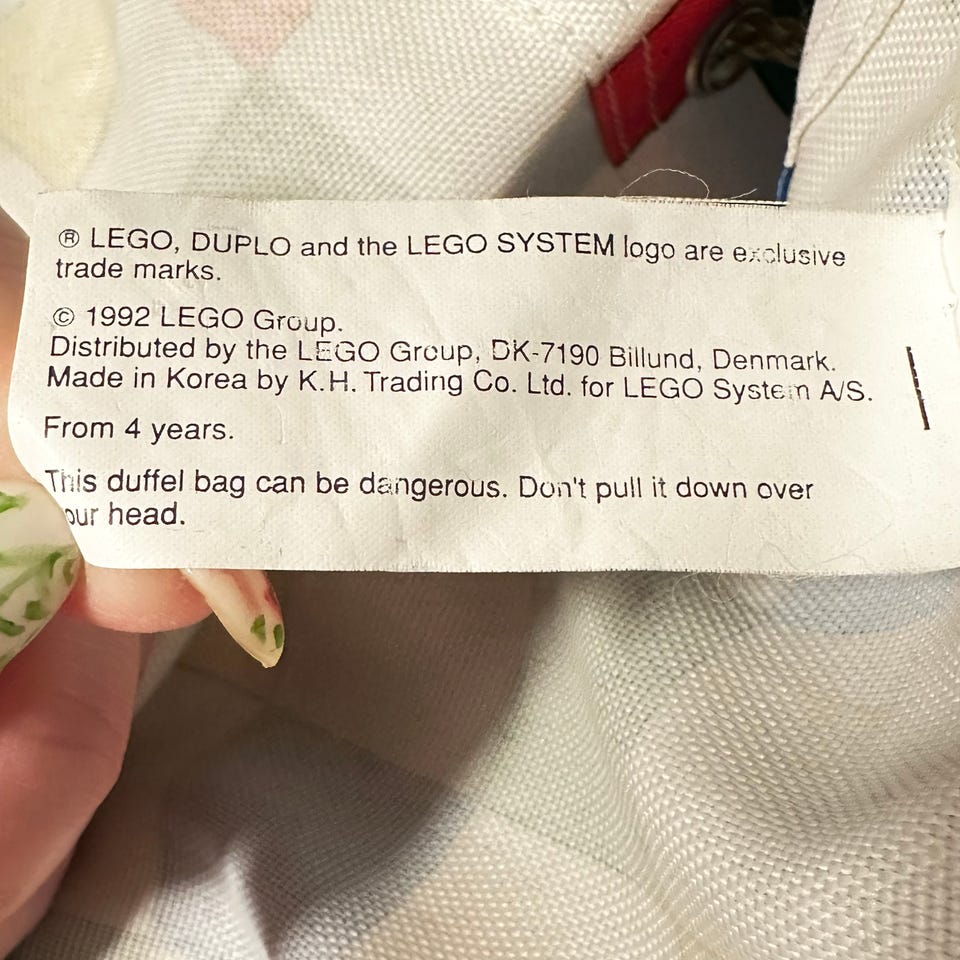 ® LEGO, DUPLO and the LEGO SYSTEM logo are exclusive
trade marks.
© 1992 LEGO Group.
Distributed by the LEGO Group, DK-7190 Billund, Denmark.
Made in Korea by K.H. Trading Co. Ltd. for LEGO System A/S.
From 4 years.
This duffel bag can be dangerous. Don't pull it down over
our head.